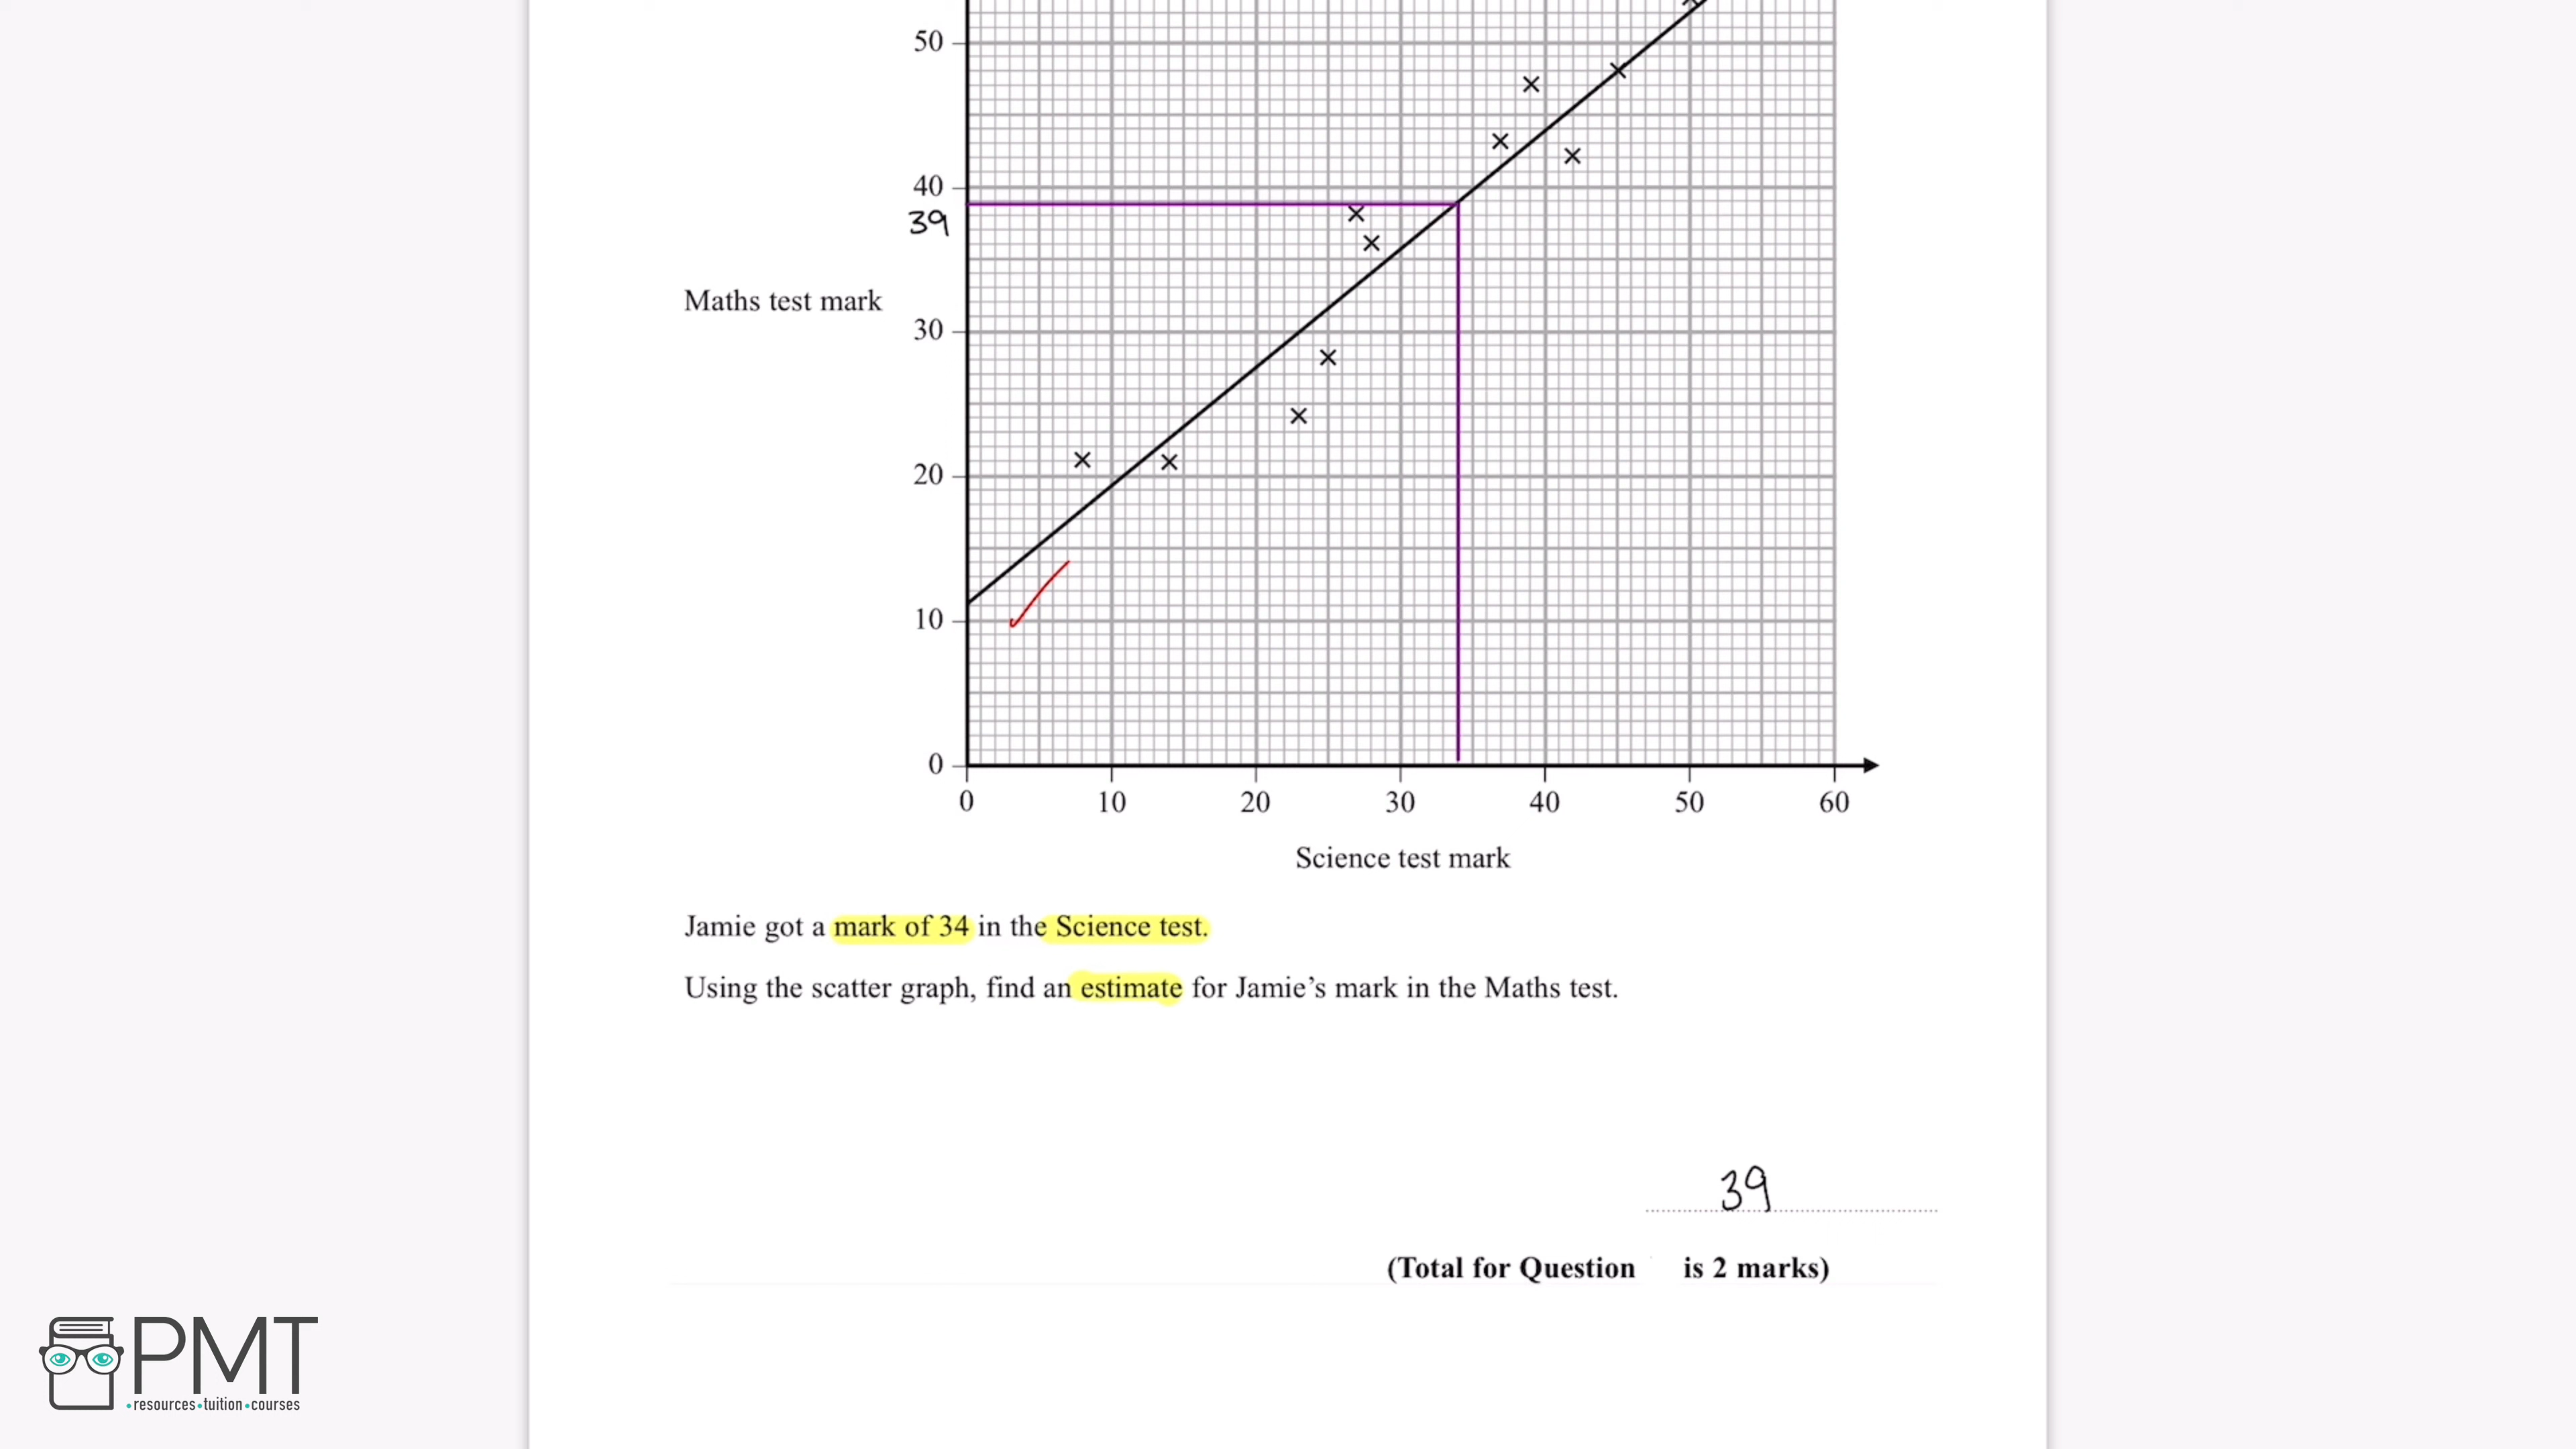 50
40
39
Maths test mark
30
20
10
0
0 10 20 30 40 50 60
Science test mark
Jamie got a mark of 34 in the Science test.
Using the scatter graph, find an estimate for Jamie’s mark in the Maths test.
39
(Total for Question is 2 marks)
PMT
•resources•tuition•courses